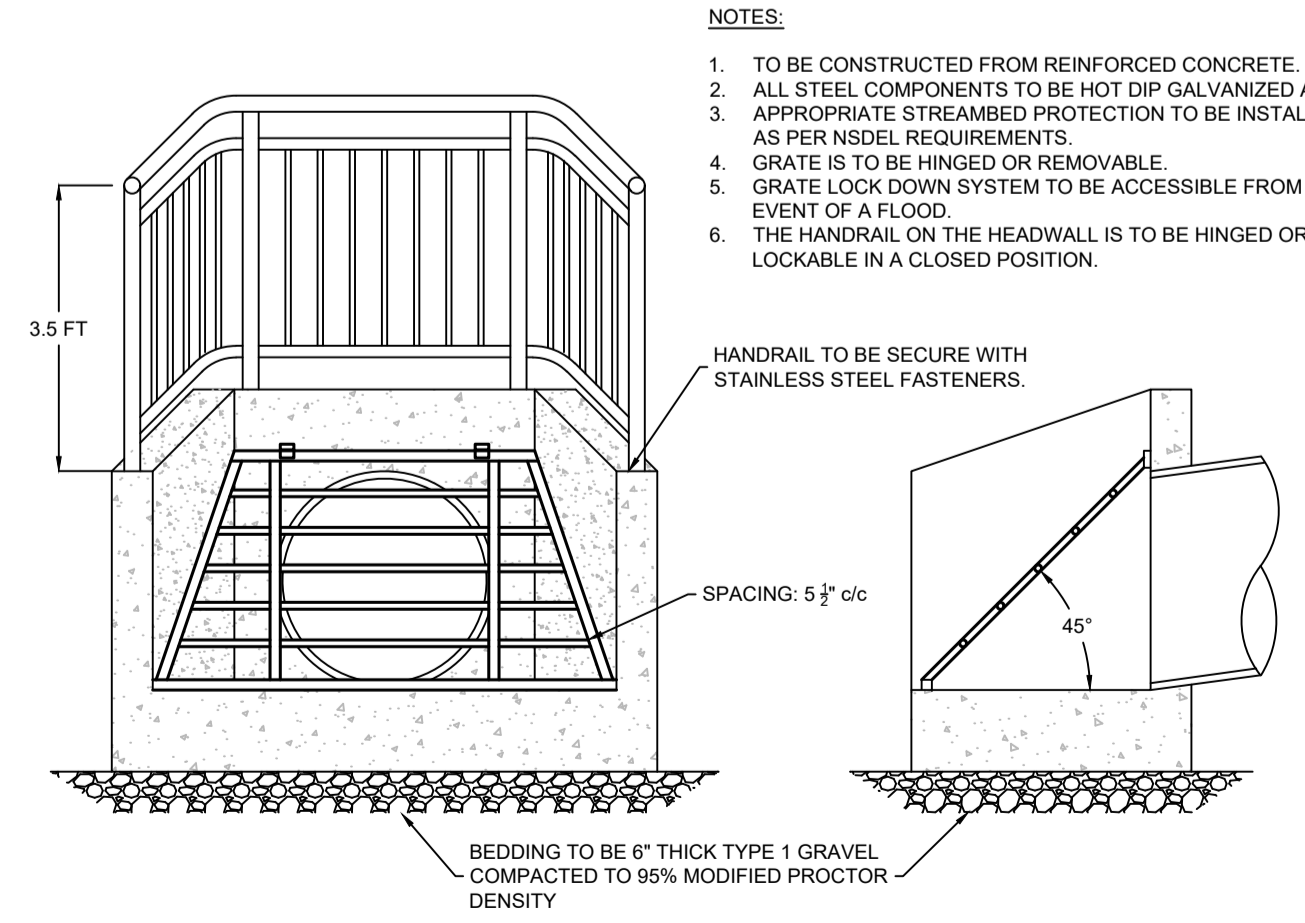 NOTES:
1. TO BE CONSTRUCTED FROM REINFORCED CONCRETE.
2. ALL STEEL COMPONENTS TO BE HOT DIP GALVANIZED
3. APPROPRIATE STREAMBED PROTECTION TO BE
AS PER NSDEL REQUIREMENTS.
4. GRATE IS TO BE HINGED OR REMOVABLE.
5. GRATE LOCK DOWN SYSTEM TO BE ACCESSIBLE FROM
EVENT OF A FLOOD.
6. THE HANDRAIL ON THE HEADWALL IS TO BE HINGED OR
LOCKABLE IN A CLOSED POSITION.
3.5 FT
HANDRAIL TO BE SECURE WITH
STAINLESS STEEL FASTENERS.
SPACING: 5 1/2" c/c
45°
BEDDING TO BE 6" THICK TYPE 1 GRAVEL
COMPACTED TO 95% MODIFIED PROCTOR
DENSITY